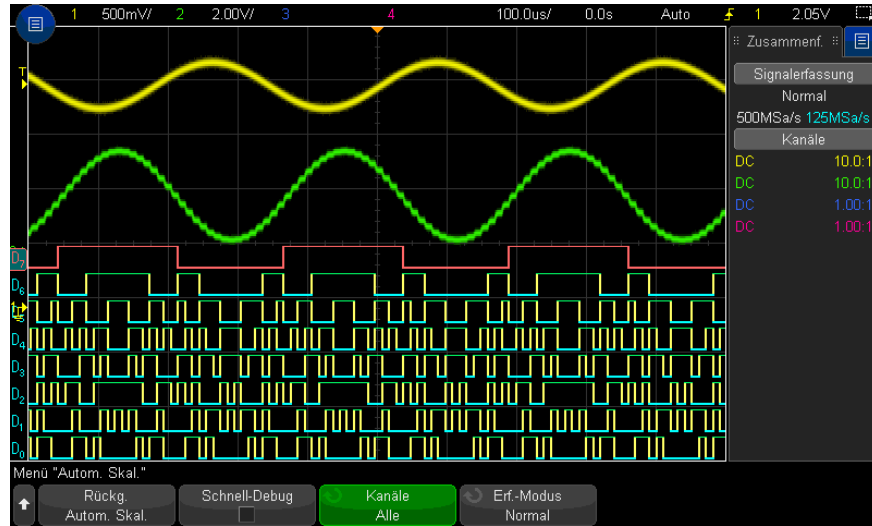 1 500mV/ 2 2.00V/ 3 4 100.0us/ 0.0s Auto 1 2.05V
Zusammenf.
Signalerfassung
Normal
500MSa/s 125MSa/s
Kanäle
DC 10.0:1
DC 10.0:1
DC 1.00:1
DC 1.00:1
T
D7
D6
D4
D3
D2
D1
D0
Menü "Autom. Skal."
Rückg.
Autom. Skal.
Schnell-Debug
Kanäle
Alle
Erf.-Modus
Normal